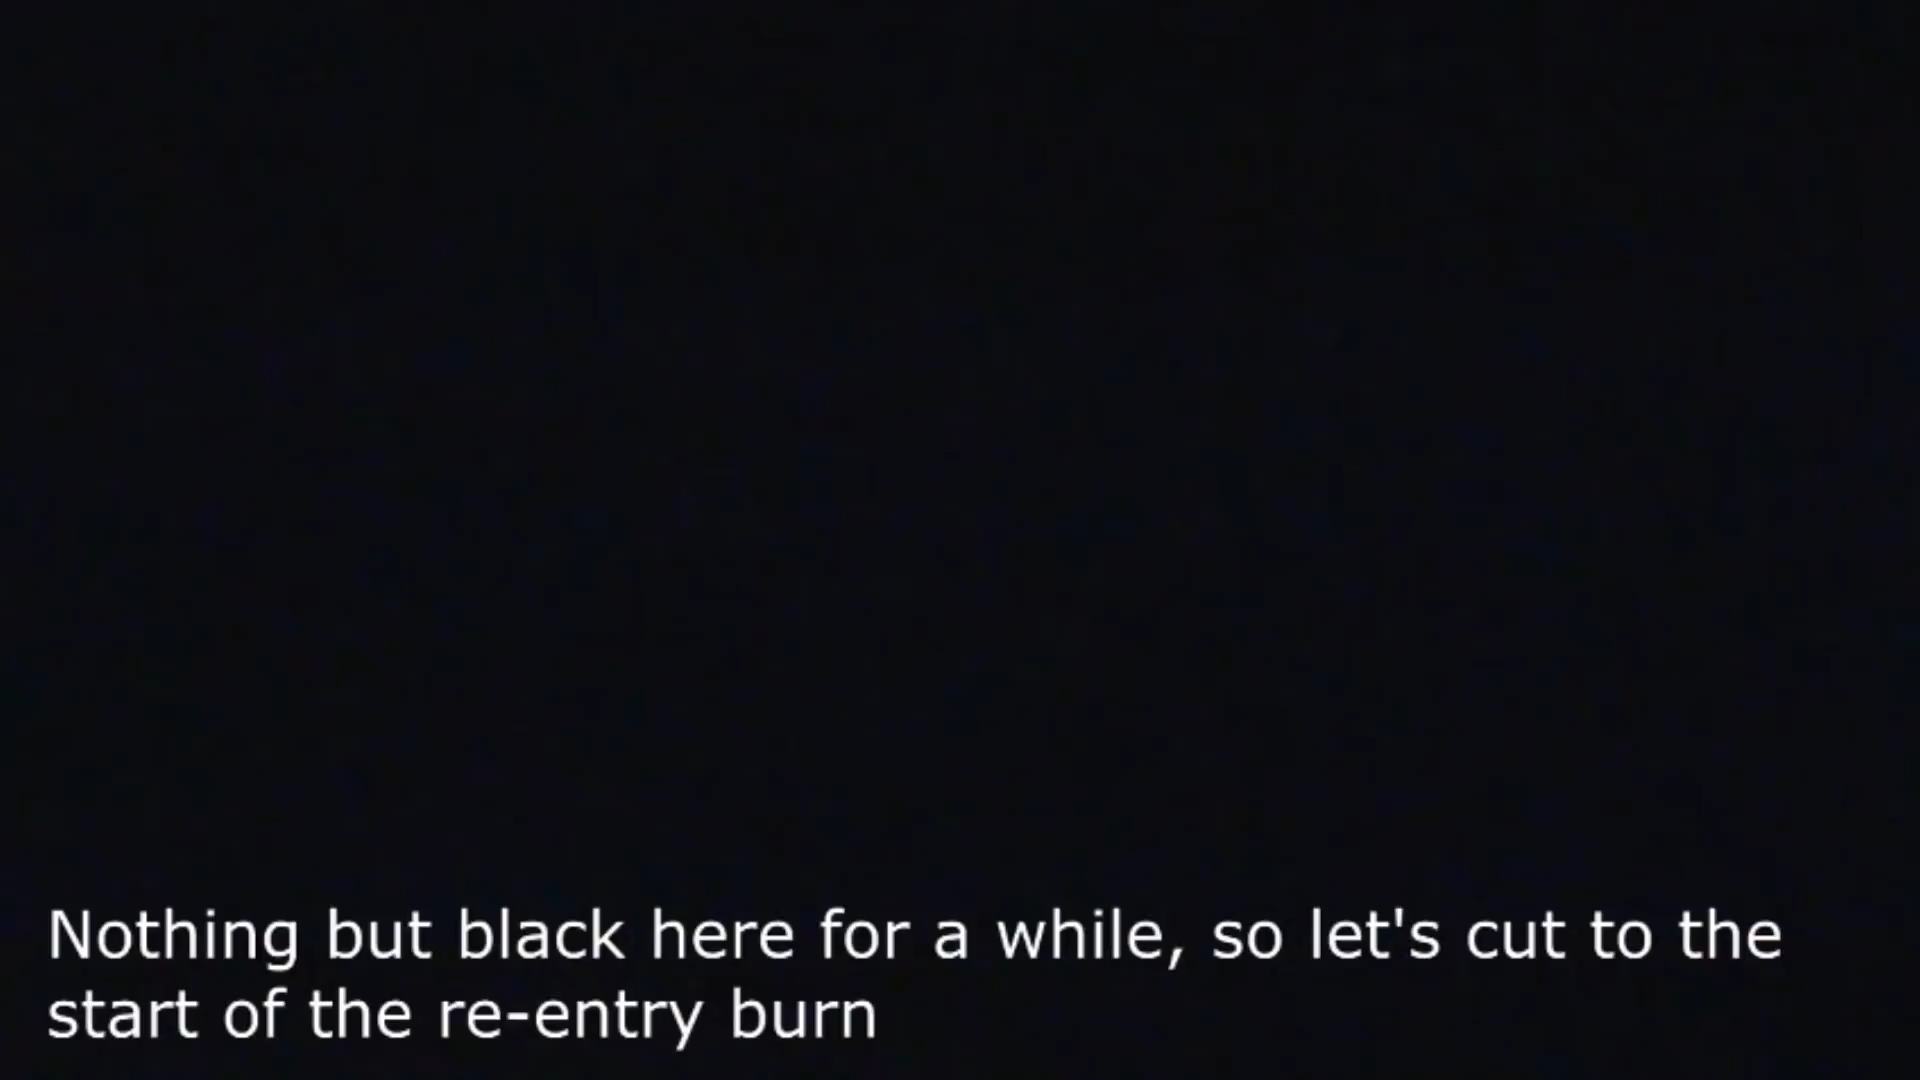 Nothing but black here for a while, so let's cut to the
start of the re-entry burn